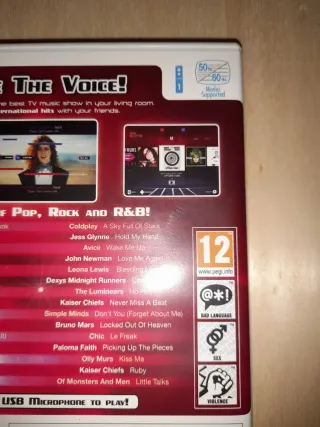 THE VOICE!
50Hz
60Hz
Modes
Supported
1
best TV music show in your living room.
international hits with your friends.
POP, ROCK AND R&B!
Coldplay A Sky Full Of Stars
Jess Glynne Hold My Hand
Avicii Wake Me Up
John Newman Love Me Again
Leona Lewis Bleeding
Dexys Midnight Runners
The Lumineers Ho
Kaiser Chiefs Never Miss A Beat
Simple Minds Don't You (Forget About Me)
Bruno Mars Locked Out Of Heaven
Chic Le Freak
Paloma Faith Picking Up The Pieces
Olly Murs Kiss Me
Kaiser Chiefs Ruby
Of Monsters And Men Little Talks
USB MICROPHONE TO PLAY!
12
www.pegi.info
@*!
BAD LANGUAGE
SEX
VIOLENCE